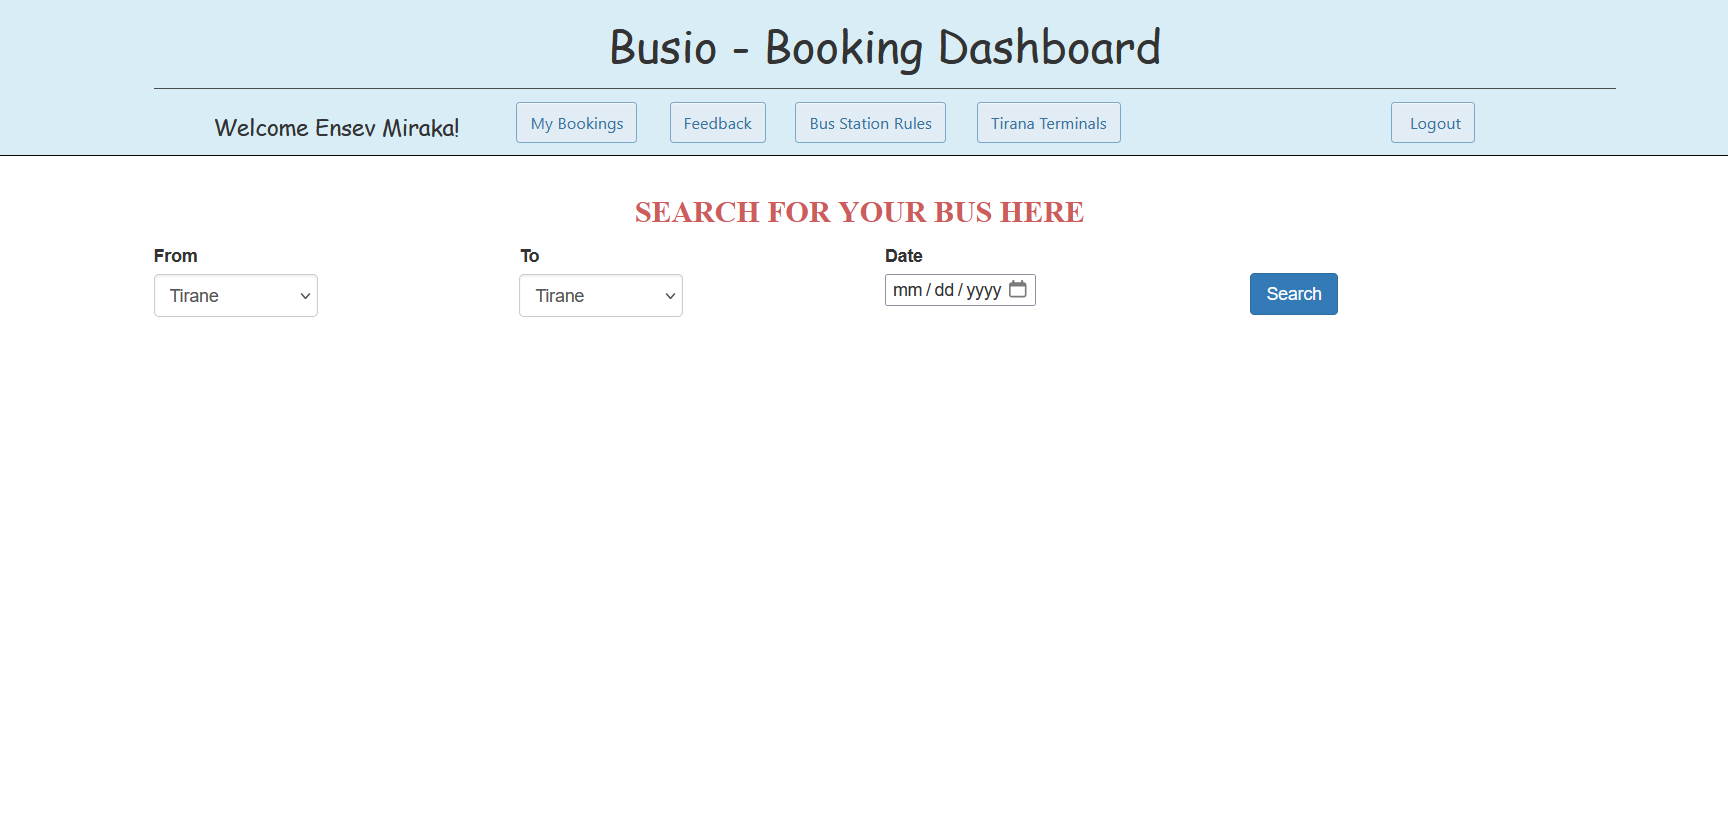 Busio - Booking Dashboard
Welcome Ensev Miraka!
My Bookings
Feedback
Bus Station Rules
Tirana Terminals
Logout
SEARCH FOR YOUR BUS HERE
From
To
Date
Tirane
Tirane
mm/dd/yyyy
Search